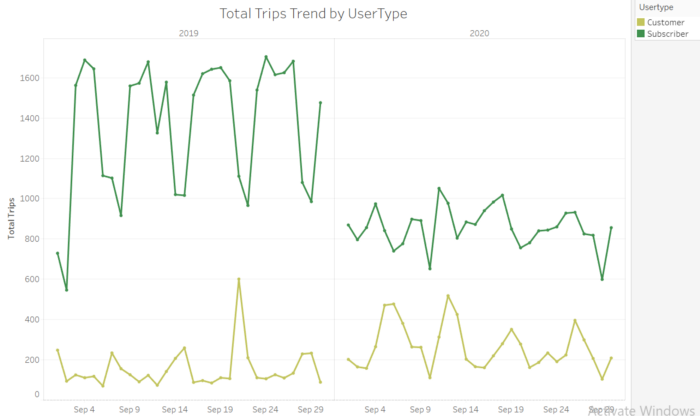 Total Trips Trend by UserType
Usertype
Customer
Subscriber
2019
2020
1600
1400
1200
1000
800
600
400
200
0
Total Trips
Sep 4
Sep 9
Sep 14
Sep 19
Sep 24
Sep 29
Sep 4
Sep 9
Sep 14
Sep 19
Sep 24
Sep 29
Activate Windows